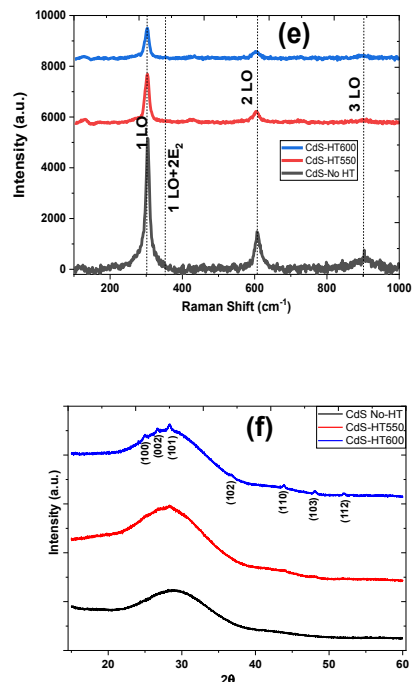 (e)
10000
8000
6000
4000
2000
0
Intensity (a.u.)
1 LO
1 LO+2E₂
2 LO
3 LO
CdS-HT600
CdS-HT550
CdS-No HT
200 400 600 800 1000
Raman Shift (cm⁻¹)
(f)
CdS No-HT
CdS-HT550
CdS-HT600
Intensity (a.u.)
(100)
(002)
(101)
(102)
(110)
(103)
(112)
20 30 40 50 60
2θ